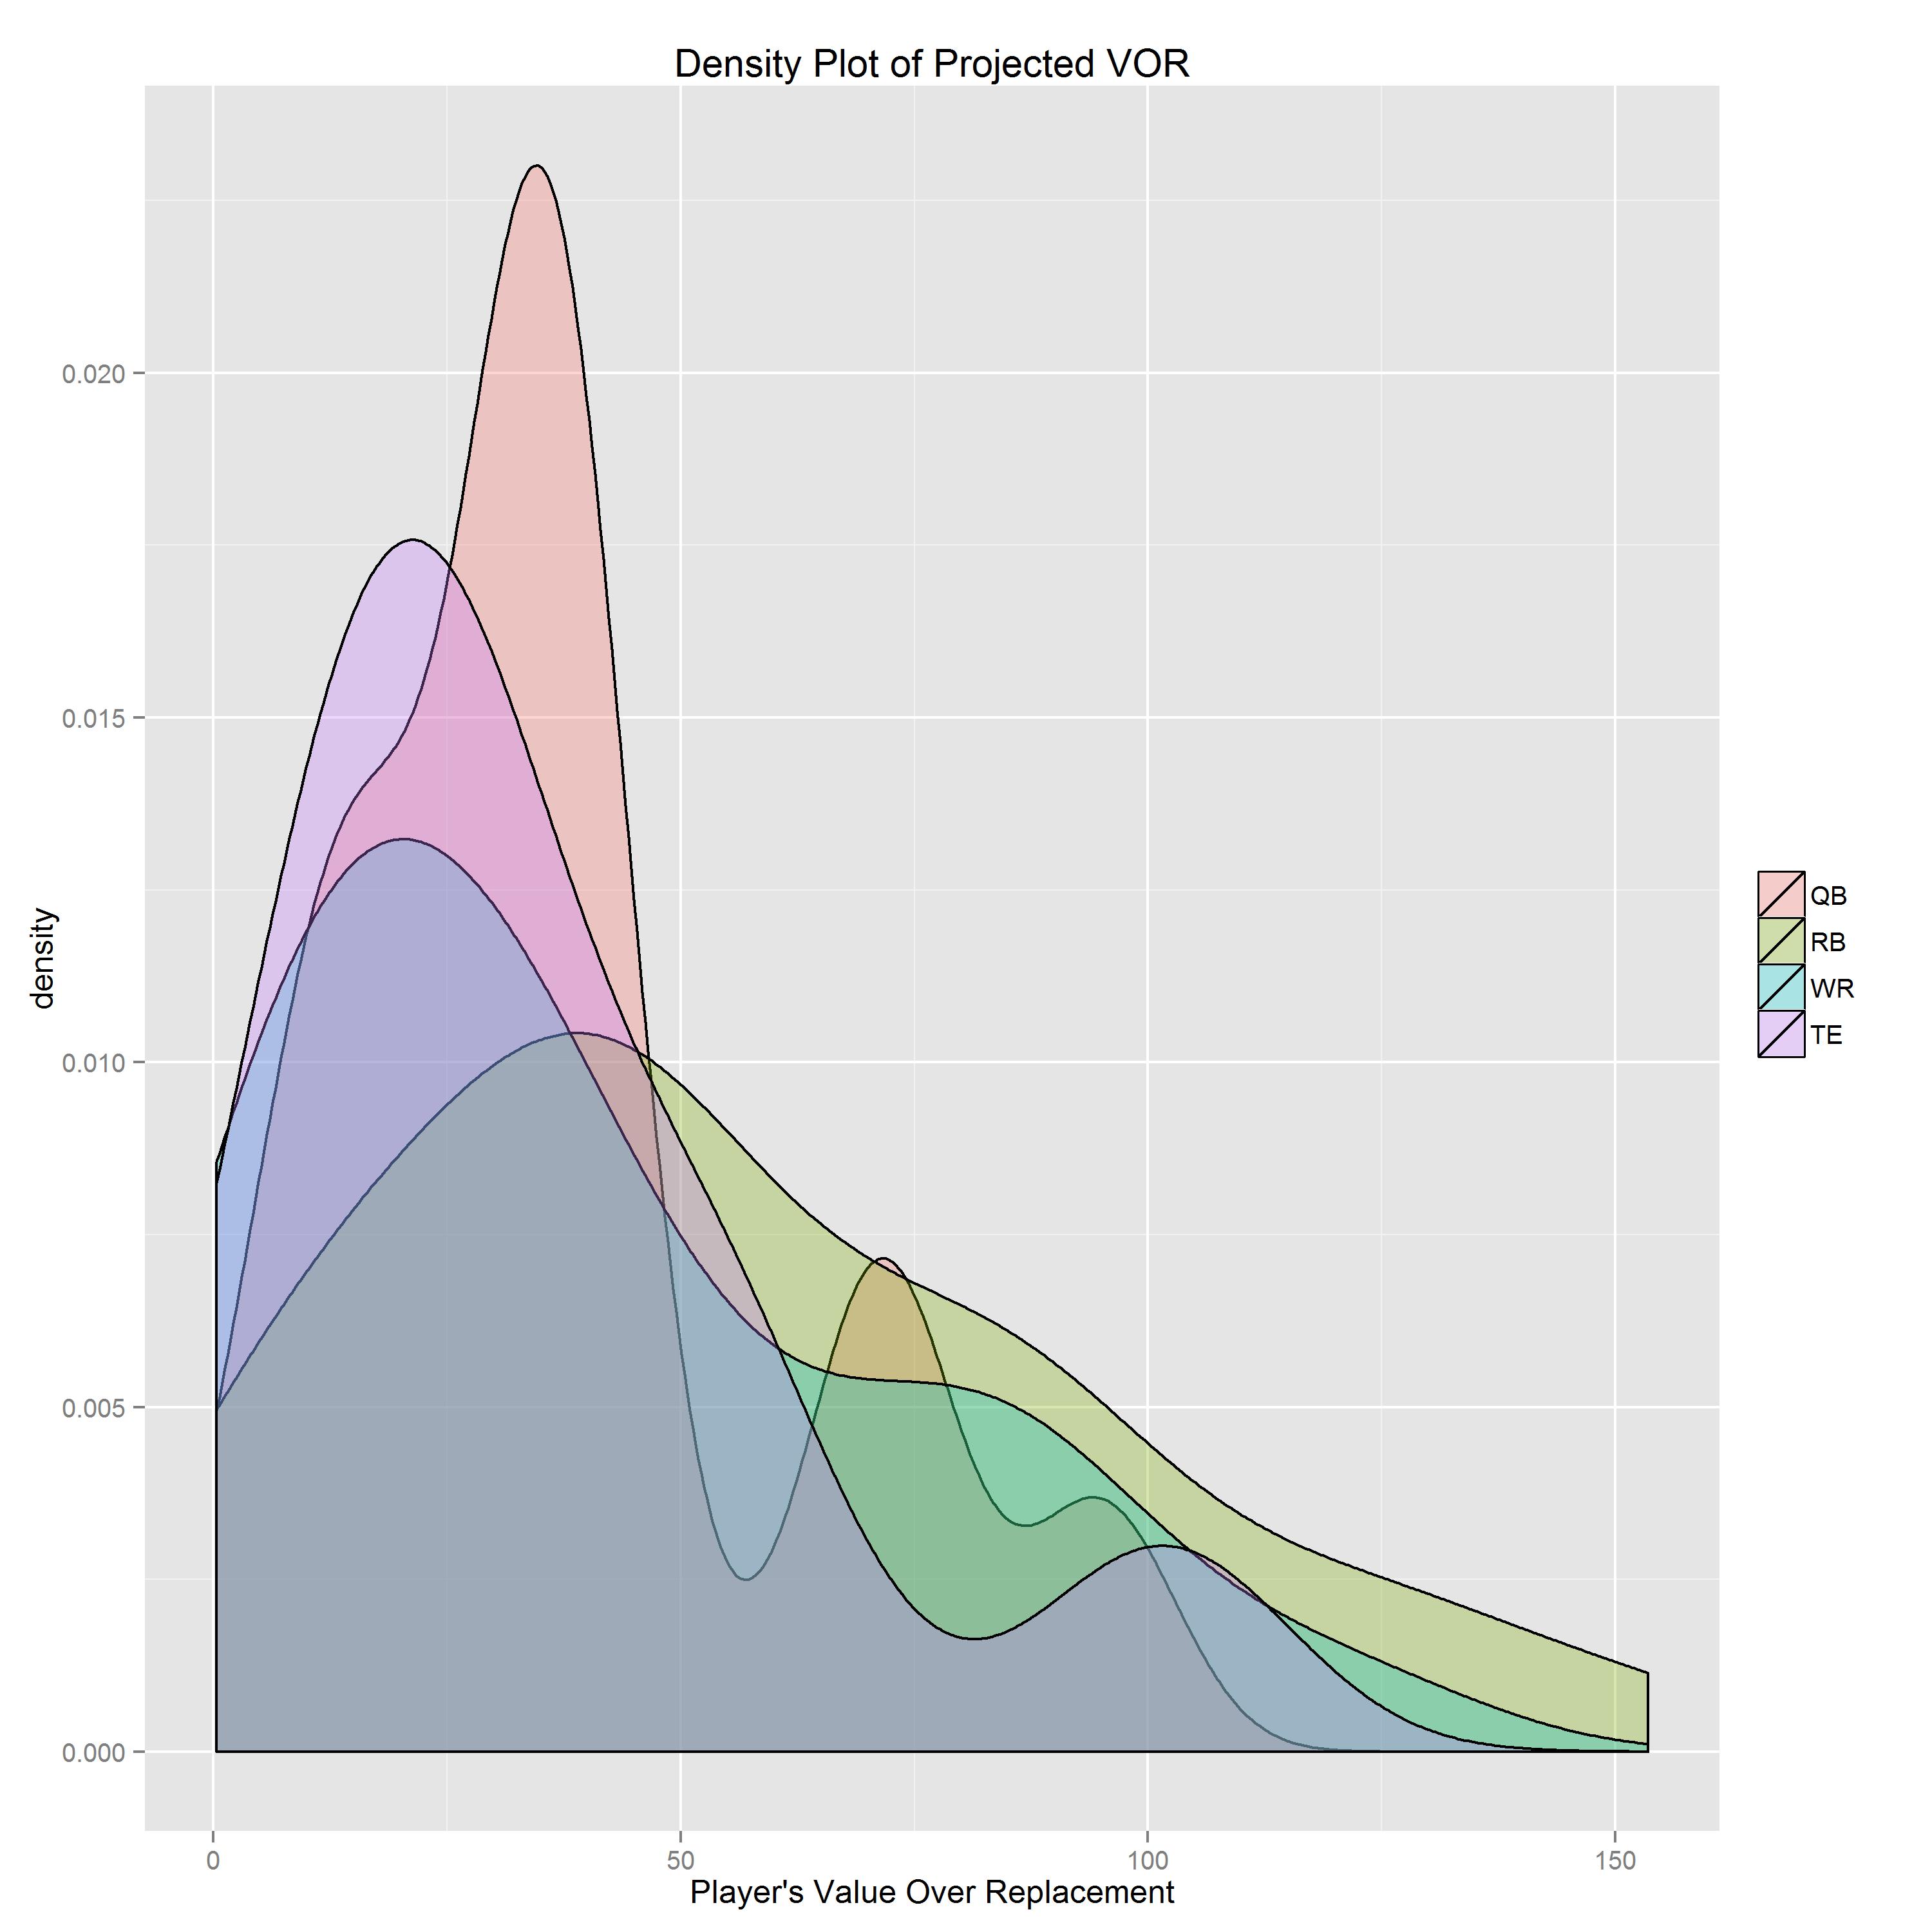 Density Plot of Projected VOR
0.020
0.015
0.010
0.005
0.000
density
0 50 100 150
Player's Value Over Replacement
QB
RB
WR
TE